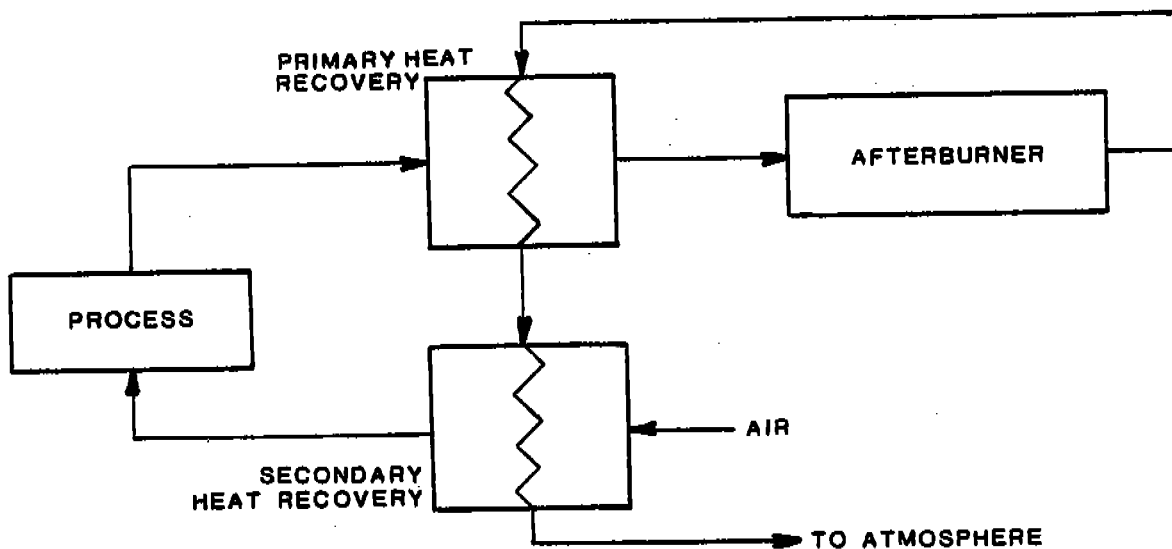 PRIMARY HEAT
RECOVERY
AFTERBURNER
PROCESS
AIR
SECONDARY
HEAT RECOVERY
TO ATMOSPHERE